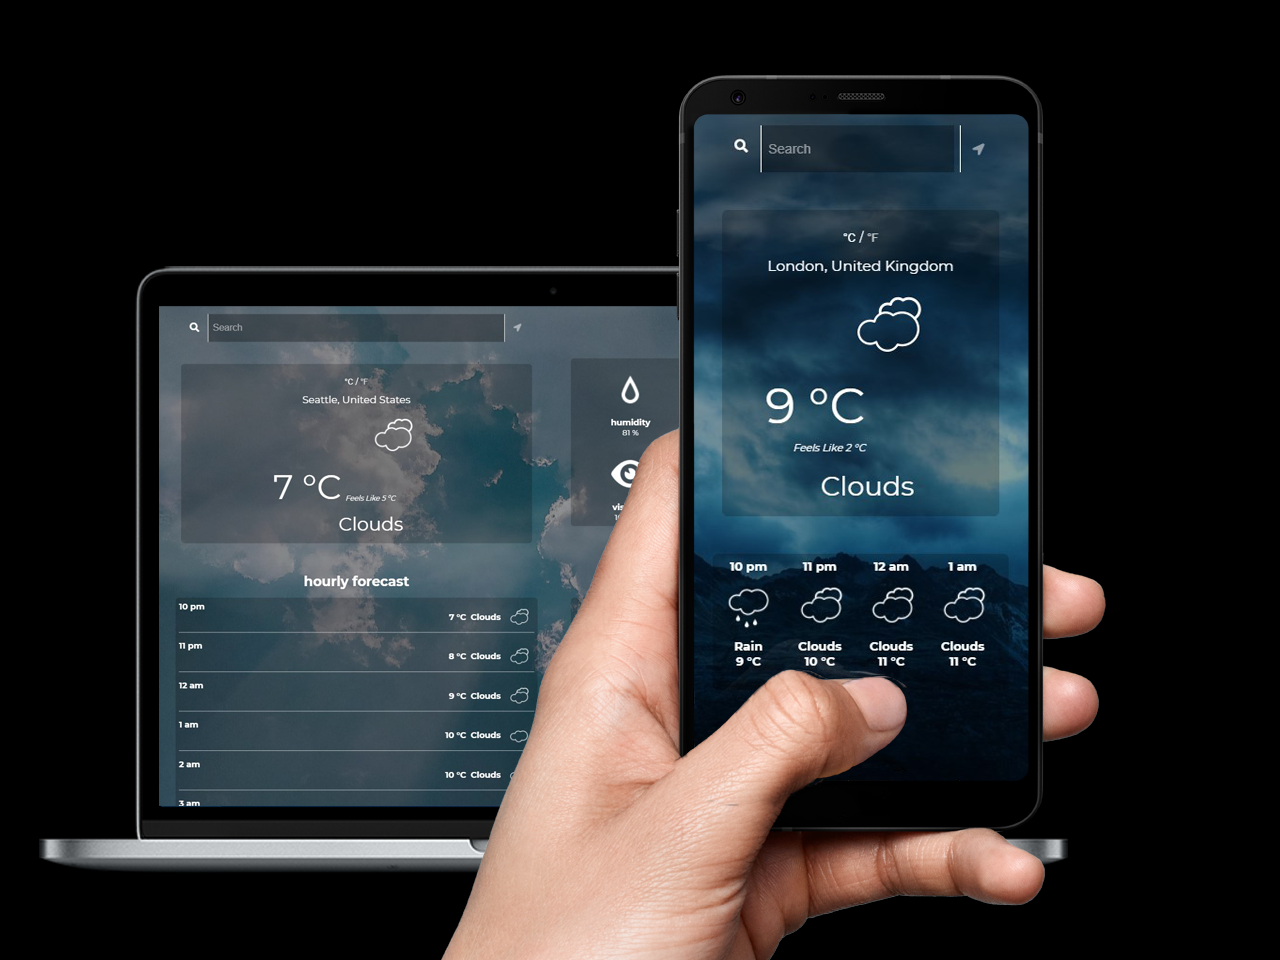 Search
°C / °F
Seattle, United States
7 °C Feels Like 5 °C
Clouds
humidity
81 %
hourly forecast
10 pm
7 °C Clouds
11 pm
8 °C Clouds
12 am
9 °C Clouds
1 am
10 °C Clouds
2 am
10 °C Clouds
3 am
Search
°C / °F
London, United Kingdom
9 °C
Feels Like 2 °C
Clouds
10 pm 11 pm 12 am 1 am
Rain Clouds Clouds Clouds
9 °C 10 °C 11 °C 11 °C